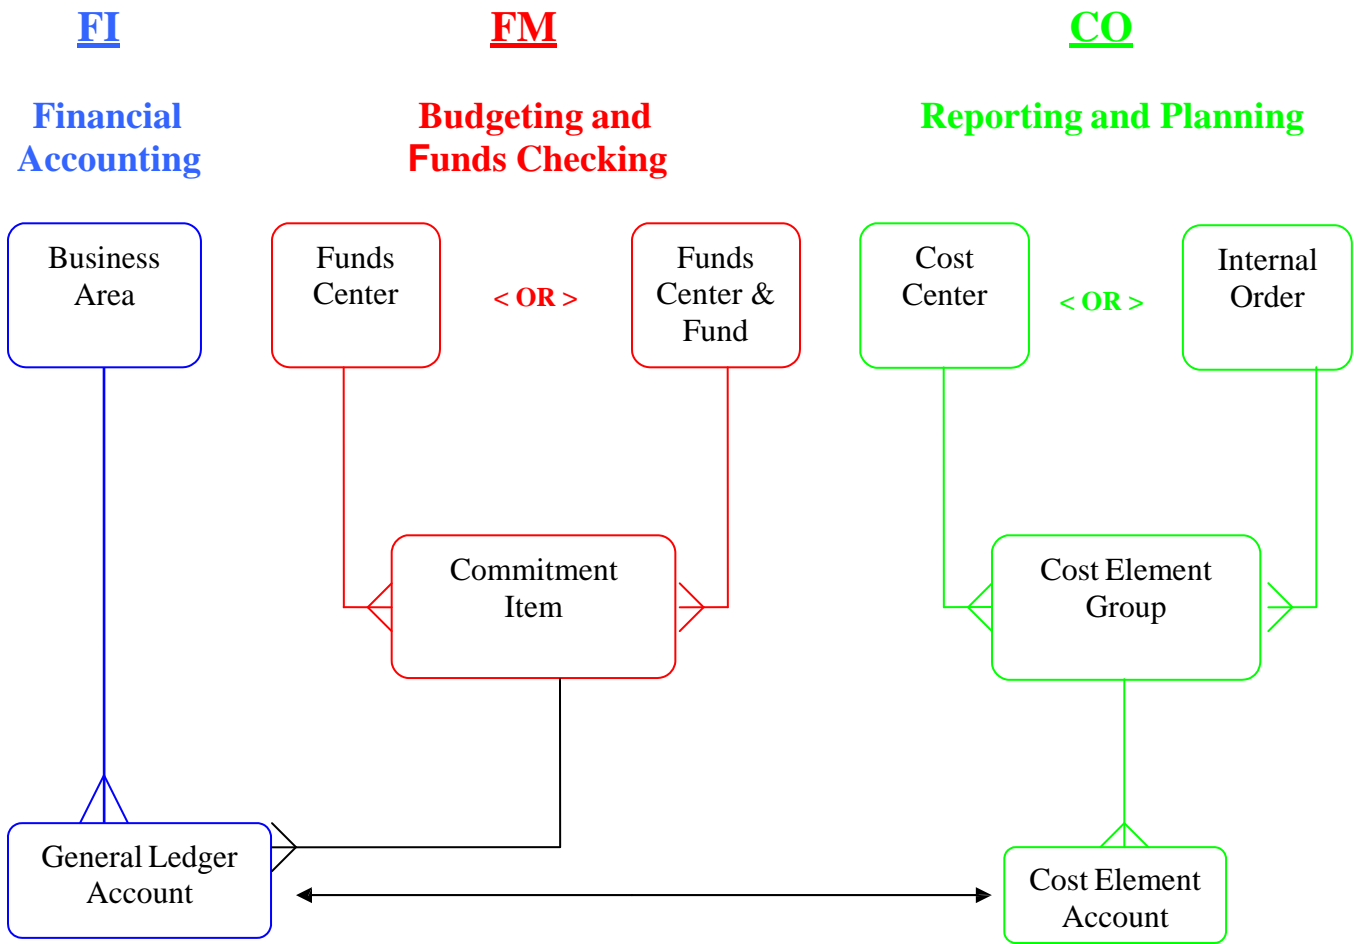 FI
FM
CO
Financial
Accounting
Budgeting and
Funds Checking
Reporting and Planning
Business
Area
Funds
Center
< OR >
Funds
Center &
Fund
Cost
Center
< OR >
Internal
Order
Commitment
Item
Cost Element
Group
General Ledger
Account
Cost Element
Account